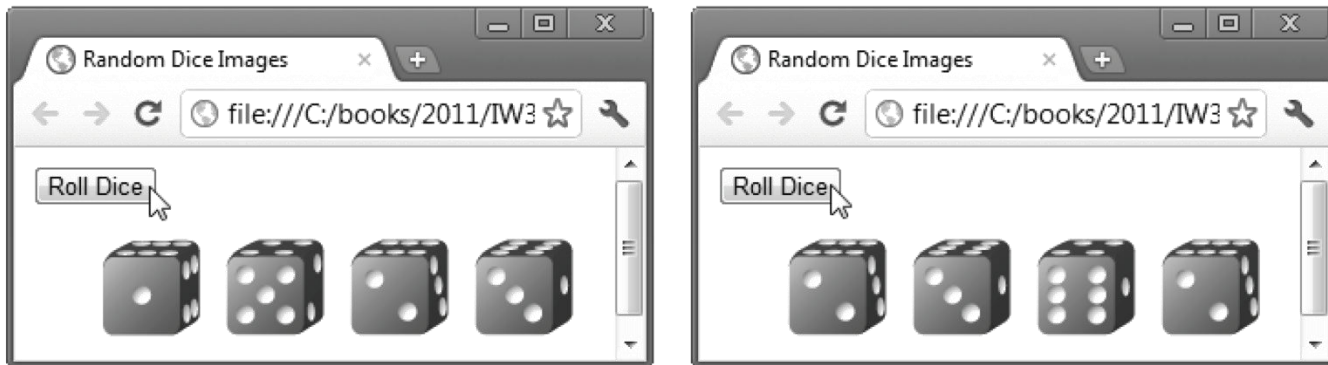 Random Dice Images
file:///C:/books/2011/IW3
Roll Dice
Random Dice Images
file:///C:/books/2011/IW3
Roll Dice